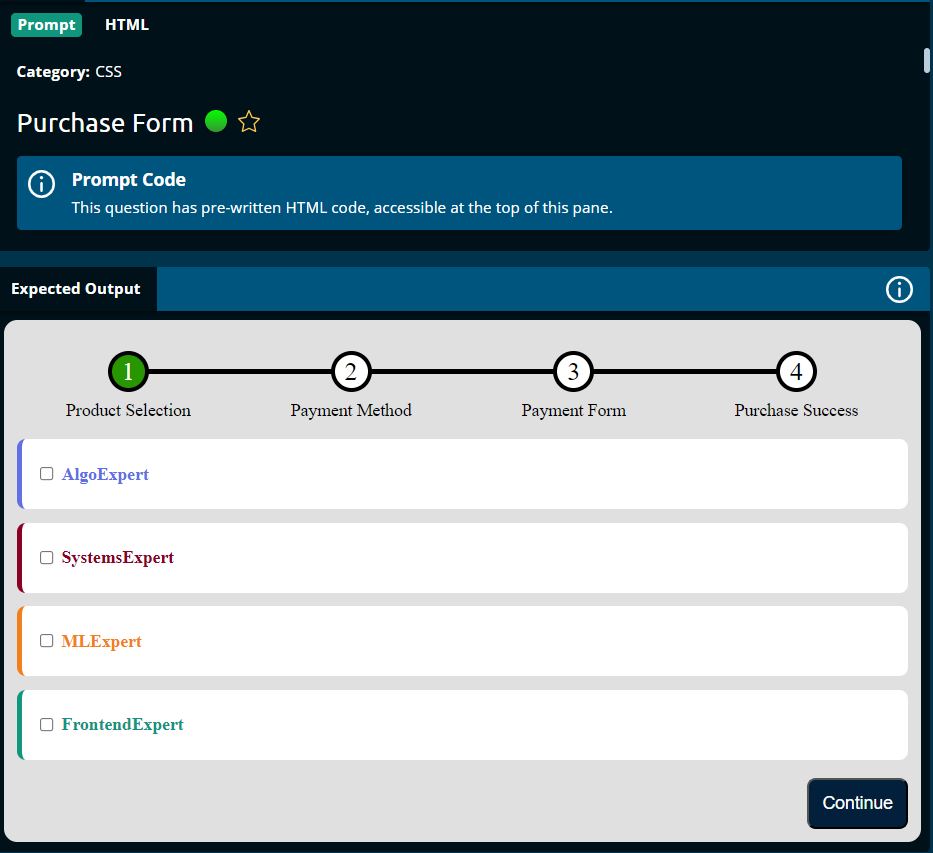 Prompt HTML
Category: CSS
Purchase Form
Prompt Code
This question has pre-written HTML code, accessible at the top of this pane.
Expected Output
1 2 3 4
Product Selection Payment Method Payment Form Purchase Success
AlgoExpert
SystemsExpert
MLExpert
FrontendExpert
Continue